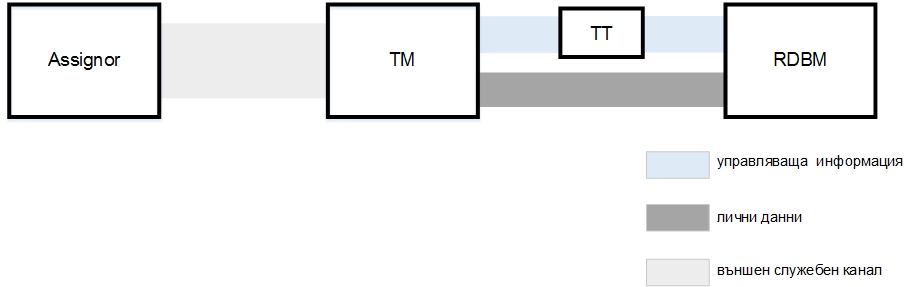 Assignor
TM
TT
RDBM
управляваща информация
лични данни
външен служебен канал